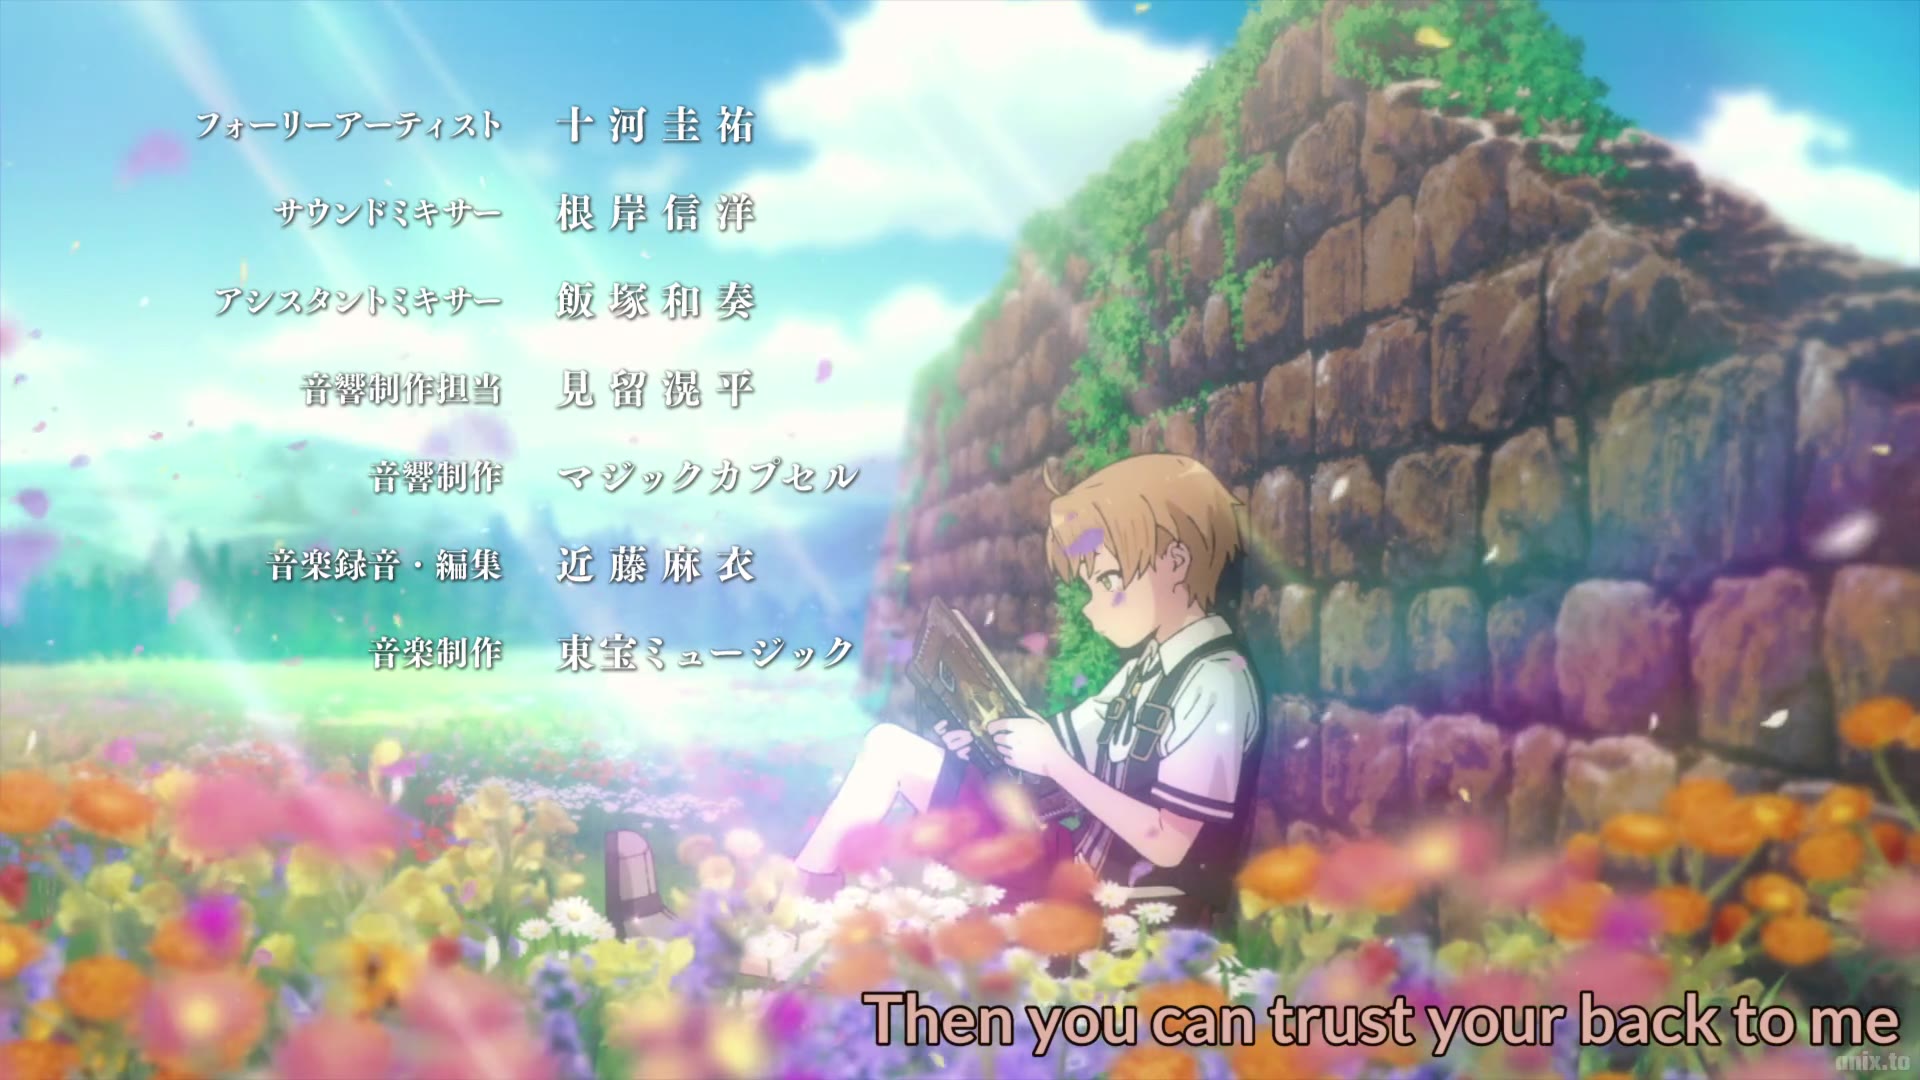 フォーリーアーティスト 十河圭祐
サウンドミキサー 根岸信洋
アシスタントミキサー 飯塚和奏
音響制作担当 見留滉平
音響制作 マジックカプセル
音楽録音・編集 近藤麻衣
音楽制作 東宝ミュージック
Then you can trust your back to me
anix.to